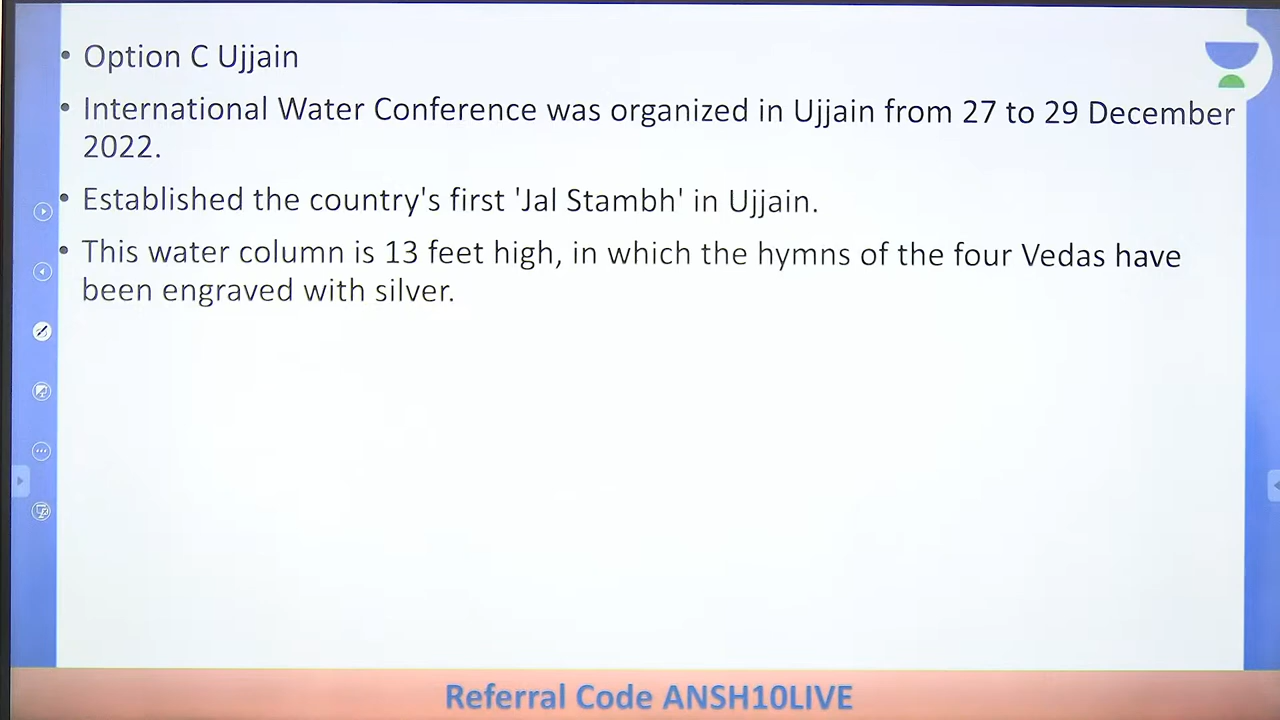 • Option C Ujjain
• International Water Conference was organized in Ujjain from 27 to 29 December
2022.
• Established the country's first 'Jal Stambh' in Ujjain.
• This water column is 13 feet high, in which the hymns of the four Vedas have
been engraved with silver.
Referral Code ANSH10LIVE